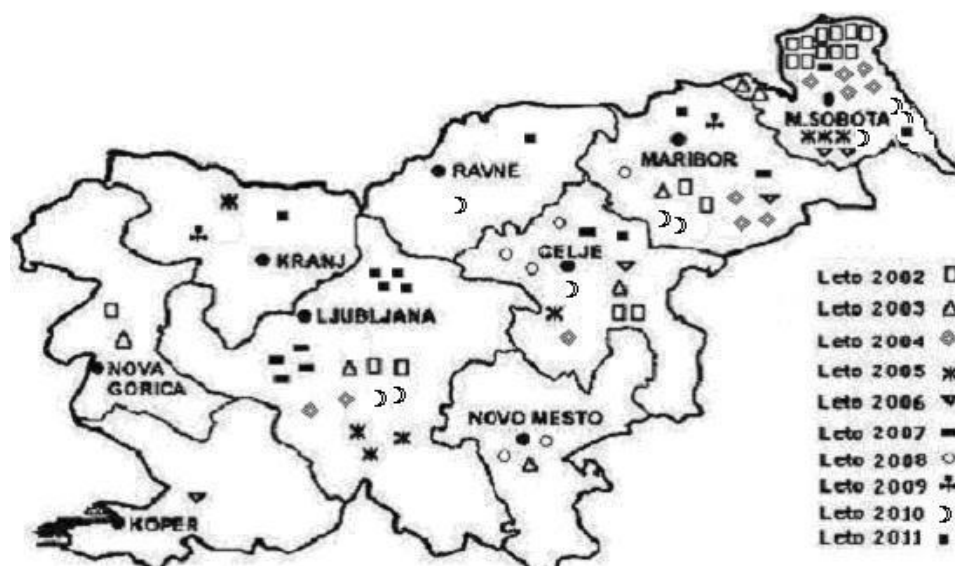 M.SOBOTA
MARIBOR
RAVNE
CELJE
KRANJ
LJUBLJANA
NOVA
GORICA
NOVO MESTO
KOPER
Leto 2002
Leto 2003
Leto 2004
Leto 2005
Leto 2006
Leto 2007
Leto 2008
Leto 2009
Leto 2010
Leto 2011